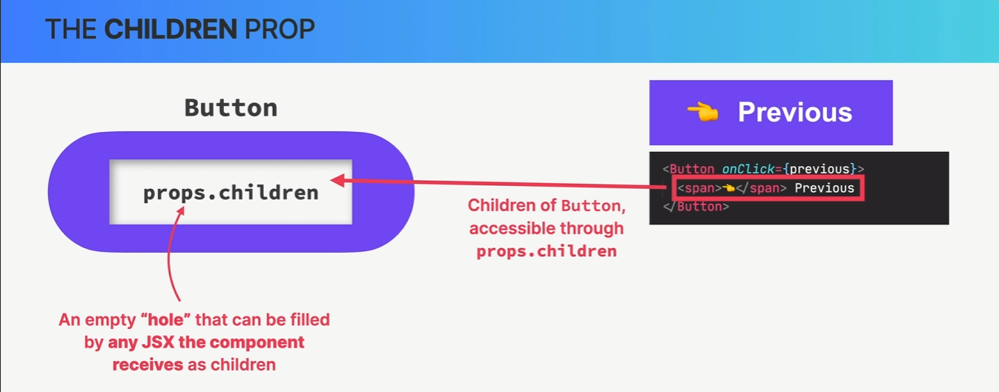 THE CHILDREN PROP
Button
props.children
An empty “hole” that can be filled
by any JSX the component
receives as children
Children of Button,
accessible through
props.children
👈 Previous
<Button onClick={previous}>
<span>👈</span> Previous
</Button>